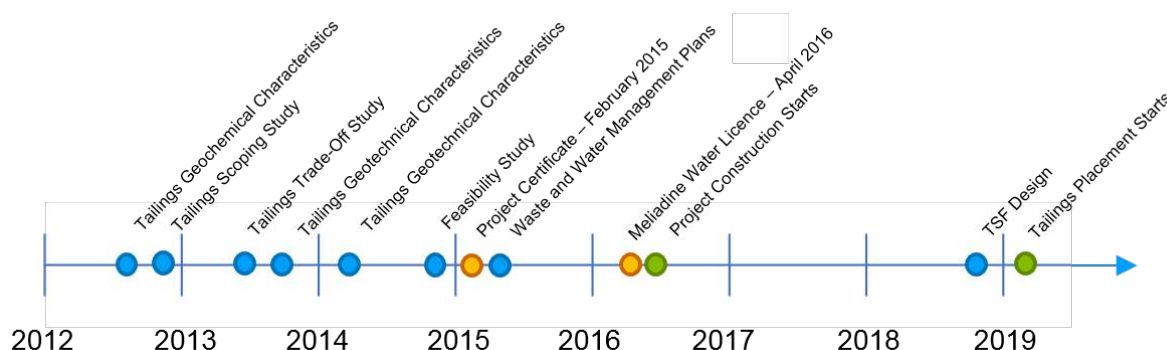 Tailings Geochemical Characteristics
Tailings Scoping Study
Tailings Trade-Off Study
Tailings Geotechnical Characteristics
Tailings Geotechnical Characteristics
Feasibility Study
Project Certificate – February 2015
Waste and Water Management Plans
Meliadine Water Licence – April 2016
Project Construction Starts
TSF Design
Tailings Placement Starts
2012
2013
2014
2015
2016
2017
2018
2019